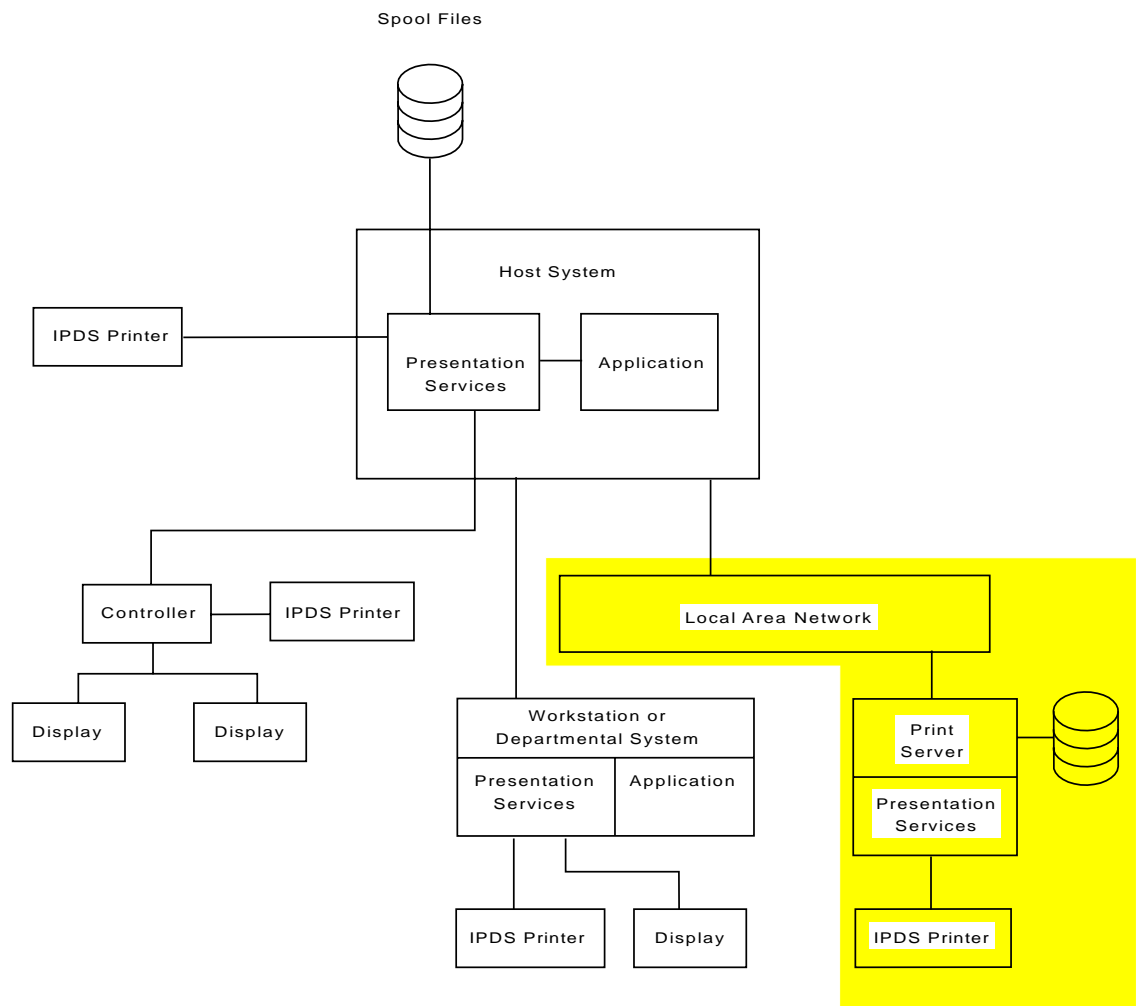 Spool Files
Host System
IPDS Printer
Presentation
Services
Application
Controller
IPDS Printer
Local Area Network
Display
Display
Workstation or
Departmental System
Presentation
Services
Application
Print
Server
Presentation
Services
IPDS Printer
Display
IPDS Printer